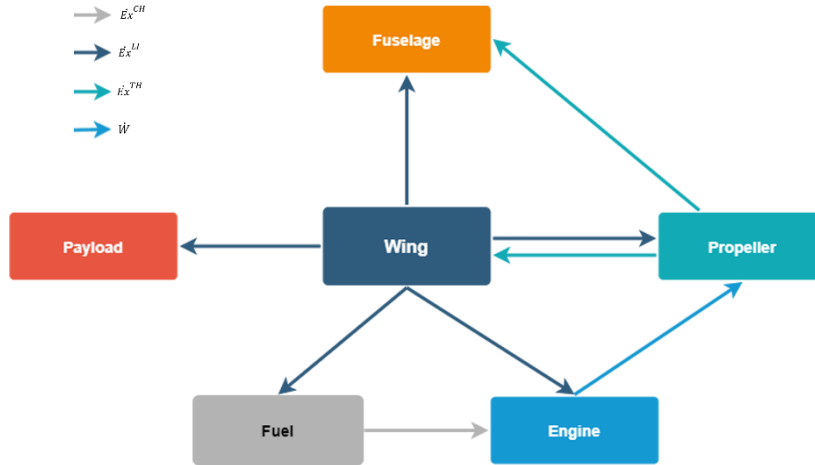 Ėx^CH
Fuselage
Ėx^LI
Ėx^TH
Ẇ
Payload
Wing
Propeller
Fuel
Engine